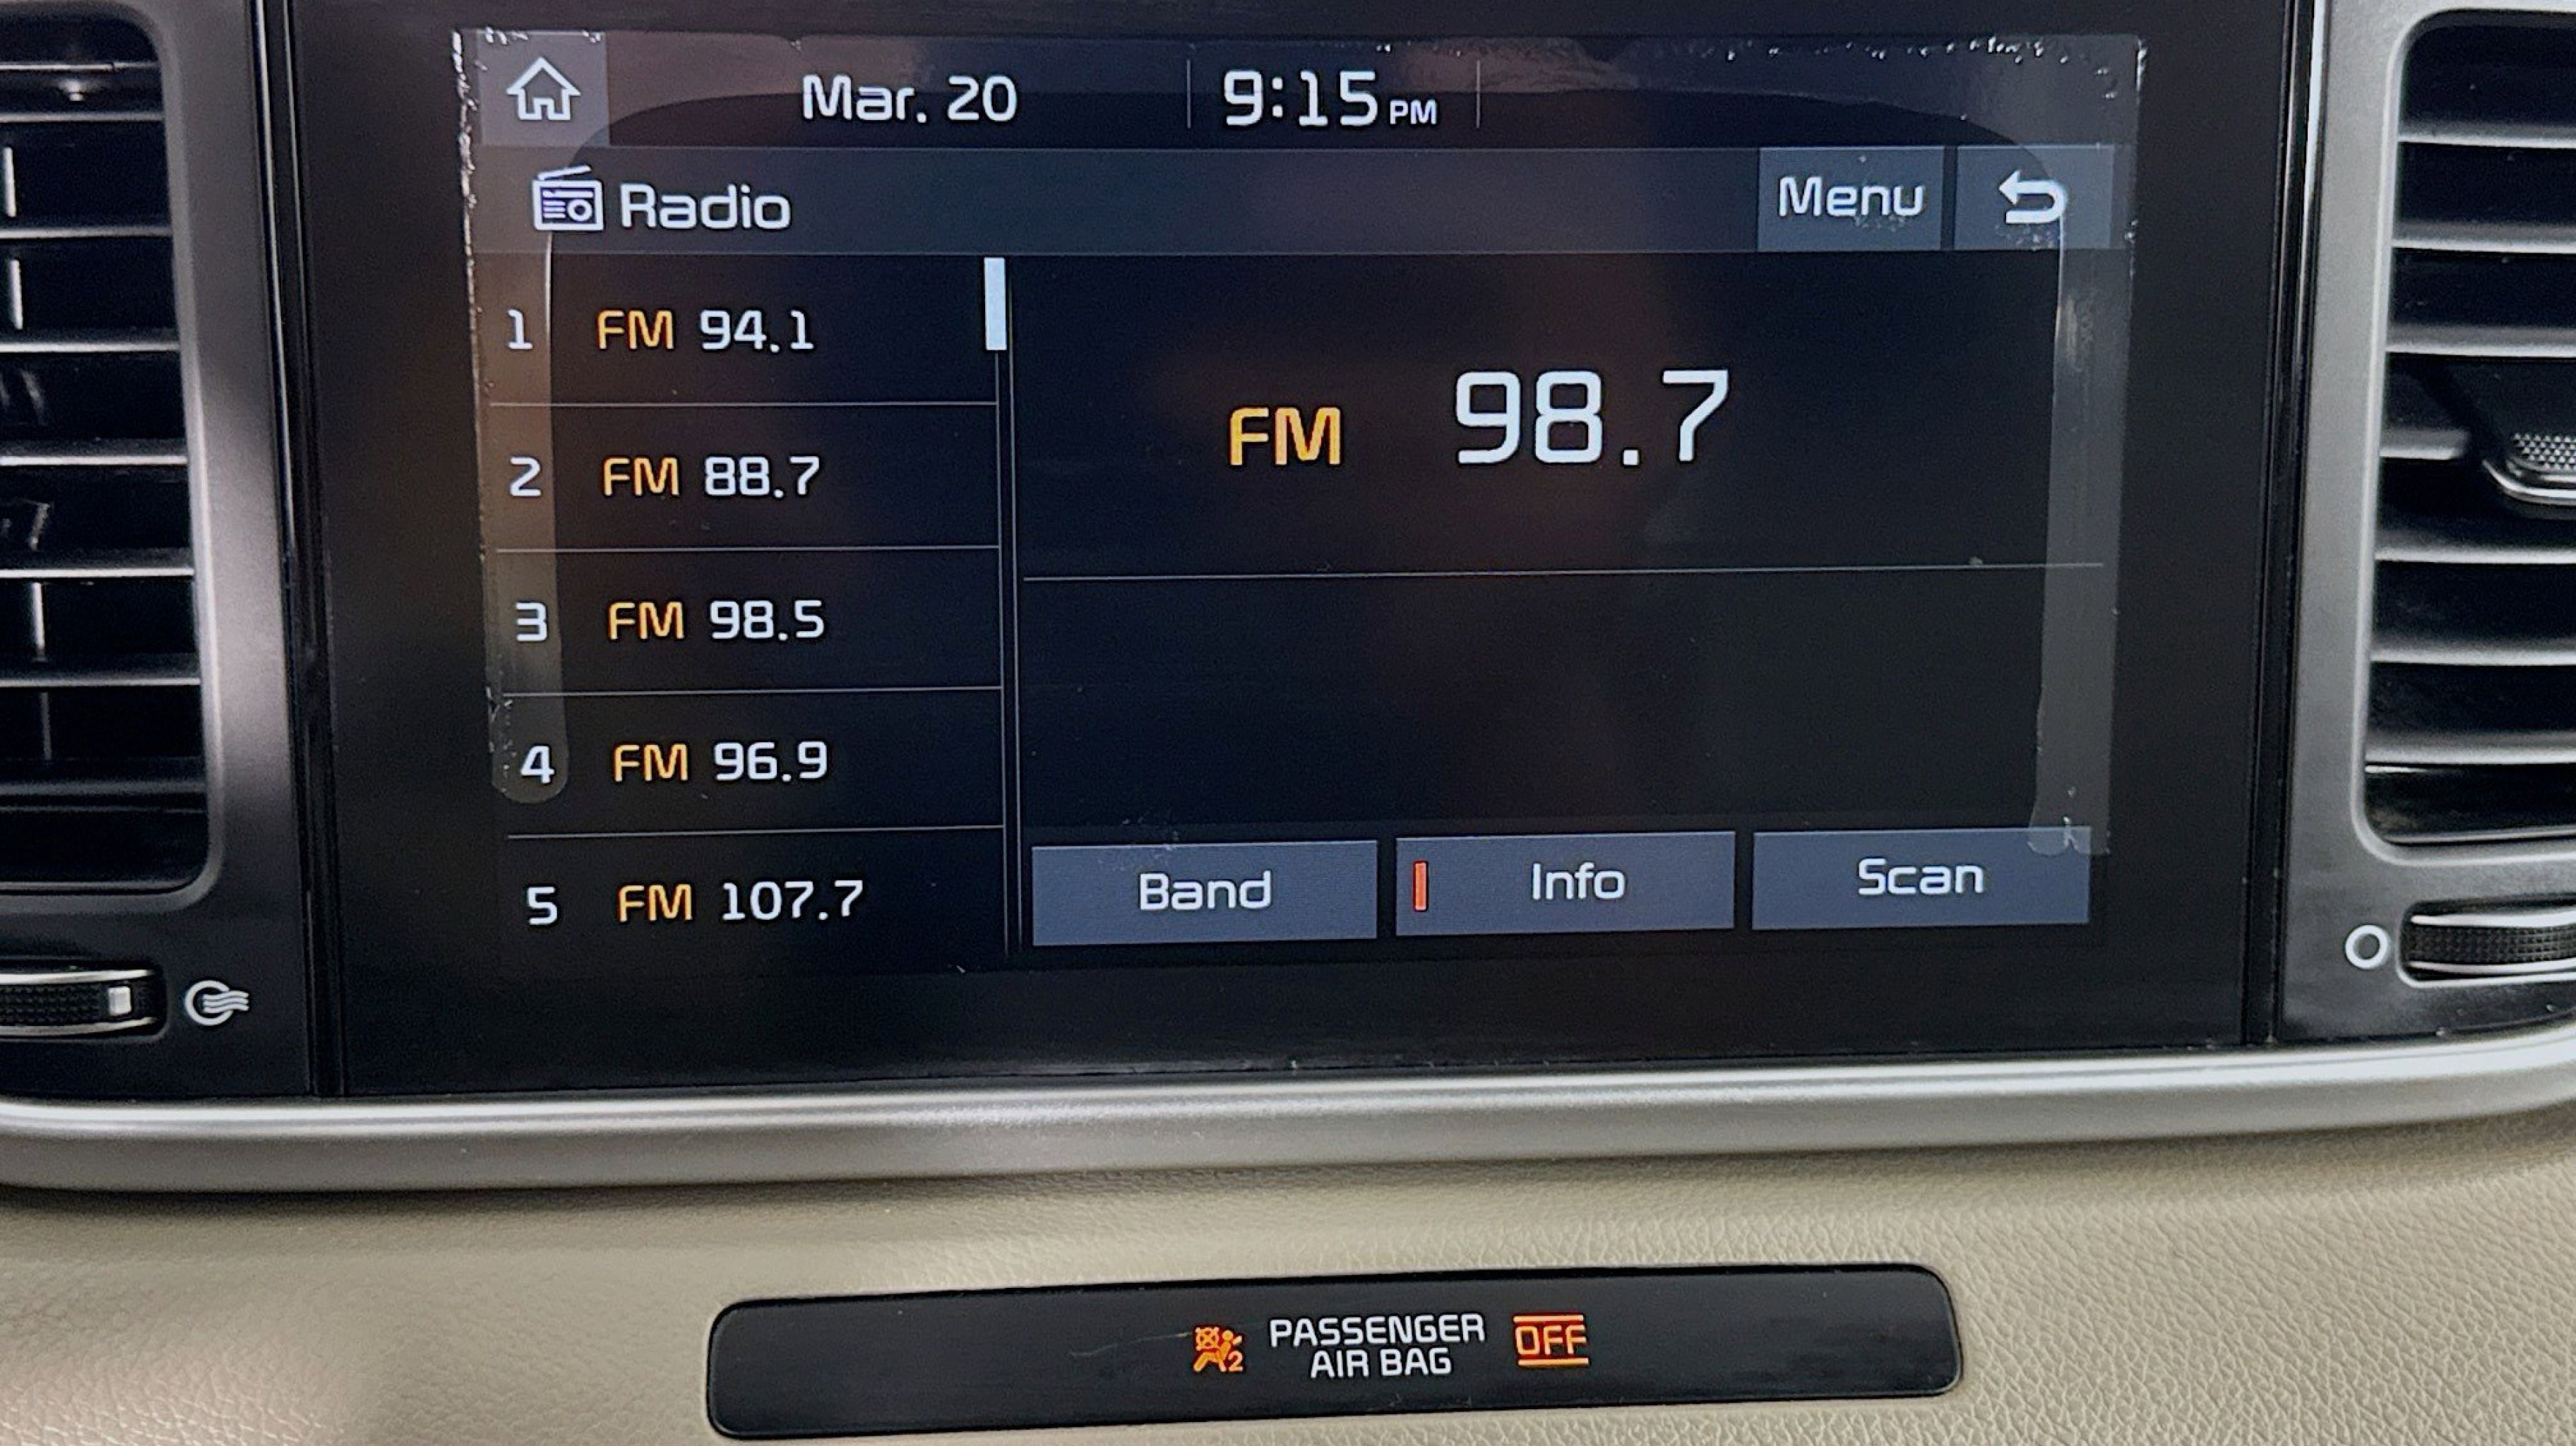 Mar. 20 9:15 PM
Radio Menu
1 FM 94.1
2 FM 88.7
3 FM 98.5
4 FM 96.9
5 FM 107.7
FM 98.7
Band Info Scan
2 PASSENGER AIR BAG OFF